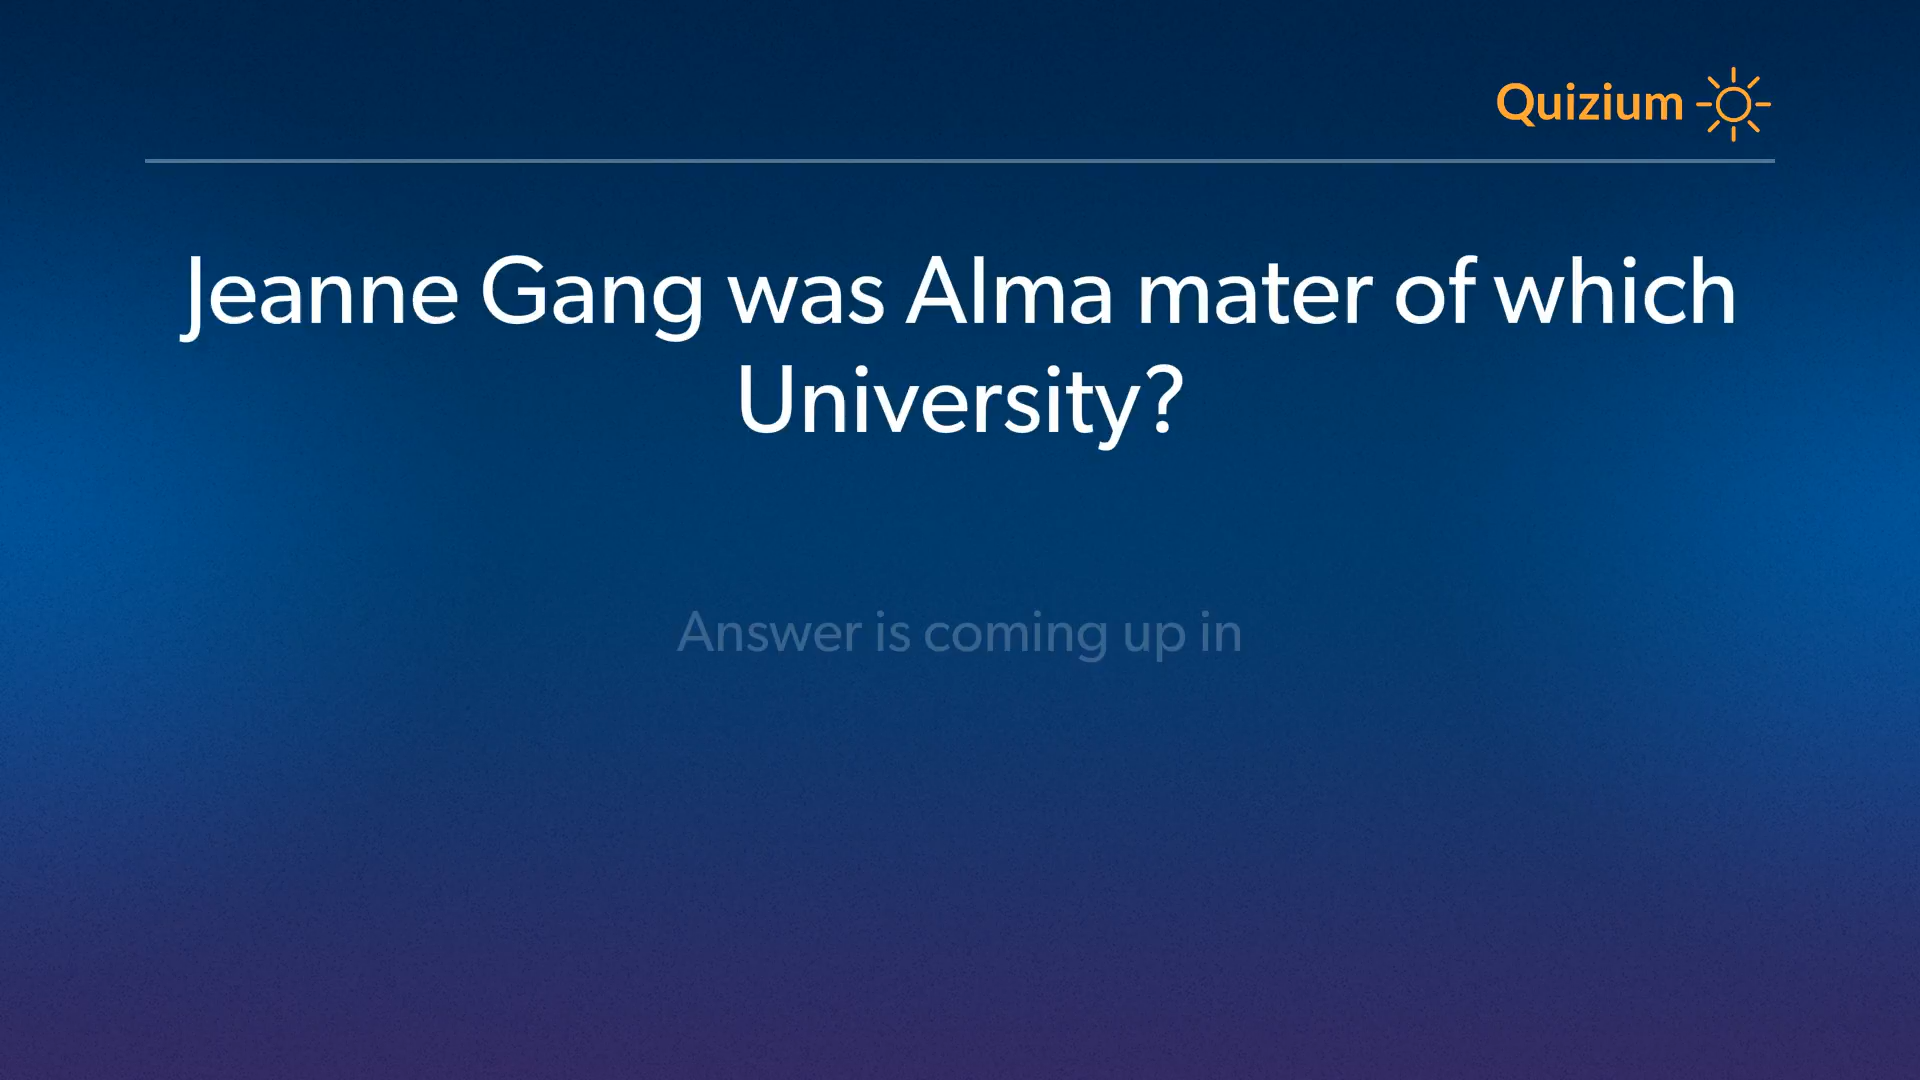 Quizium
Jeanne Gang was Alma mater of which
University?
Answer is coming up in